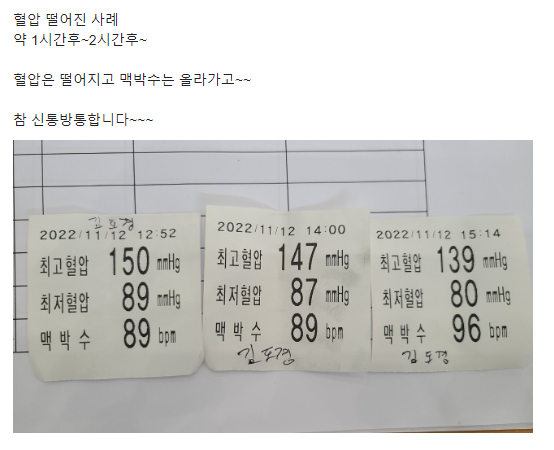 혈압 떨어진 사례
약 1시간후~2시간후~
혈압은 떨어지고 맥박수는 올라가고~~
참 신통방통합니다~~~
김포경
2022/11/12 12:52
최고혈압 150 mmHg
최저혈압 89 mmHg
맥박수 89 bpm
2022/11/12 14:00
최고혈압 147 mmHg
최저혈압 87 mmHg
맥박수 89 bpm
김포경
2022/11/12 15:14
최고혈압 139 mmHg
최저혈압 80 mmHg
맥박수 96 bpm
김포경